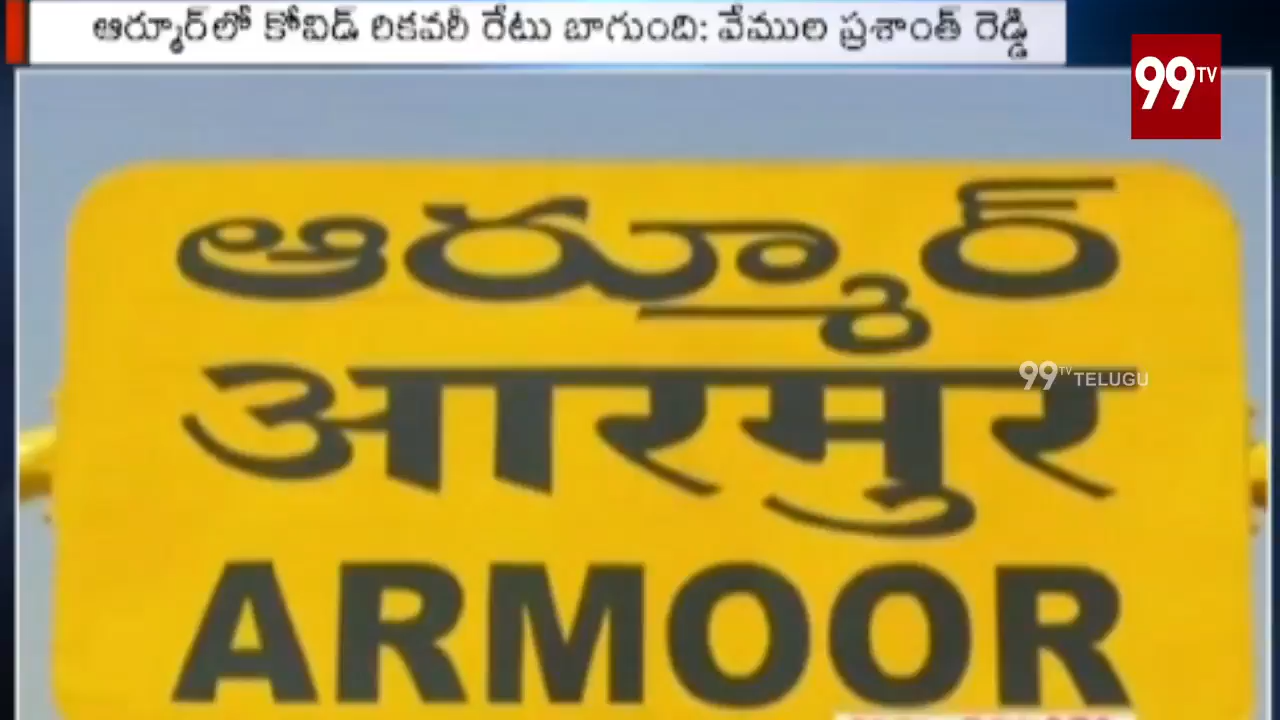 ఆర్మూర్‌లో కోవిడ్ రికవరీ రేటు బాగుంది: వేముల ప్రశాంత్ రెడ్డి
99TV
ఆర్మూర్
99TV TELUGU
आरमुर
ARMOOR